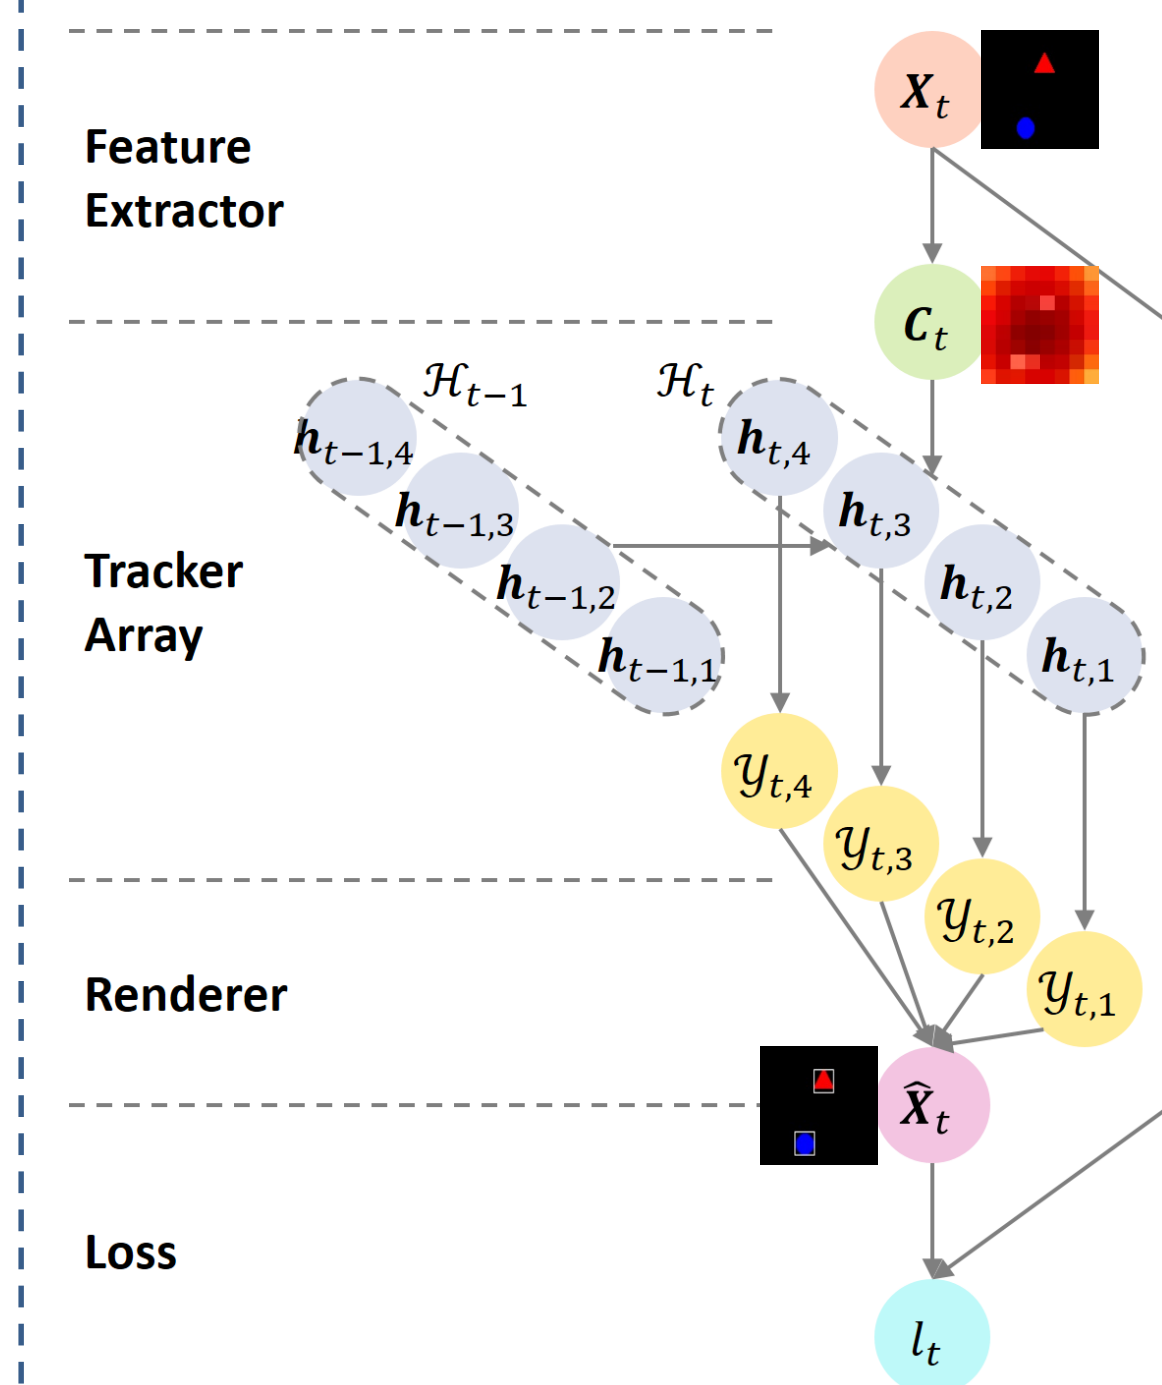 X_t
Feature
Extractor
C_t
ℋ_{t−1}
ℋ_t
h_{t−1,4}
h_{t,4}
h_{t−1,3}
h_{t,3}
h_{t−1,2}
h_{t,2}
Tracker
Array
h_{t−1,1}
h_{t,1}
𝒴_{t,4}
𝒴_{t,3}
𝒴_{t,2}
𝒴_{t,1}
Renderer
X̂_t
Loss
l_t